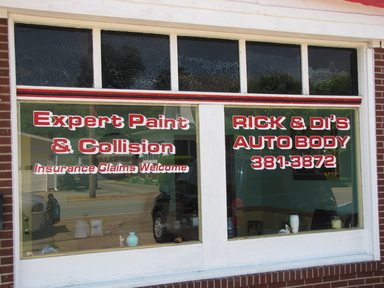 Expert Paint
& Collision
Insurance Claims Welcome
RICK & DI'S
AUTO BODY
381-3872